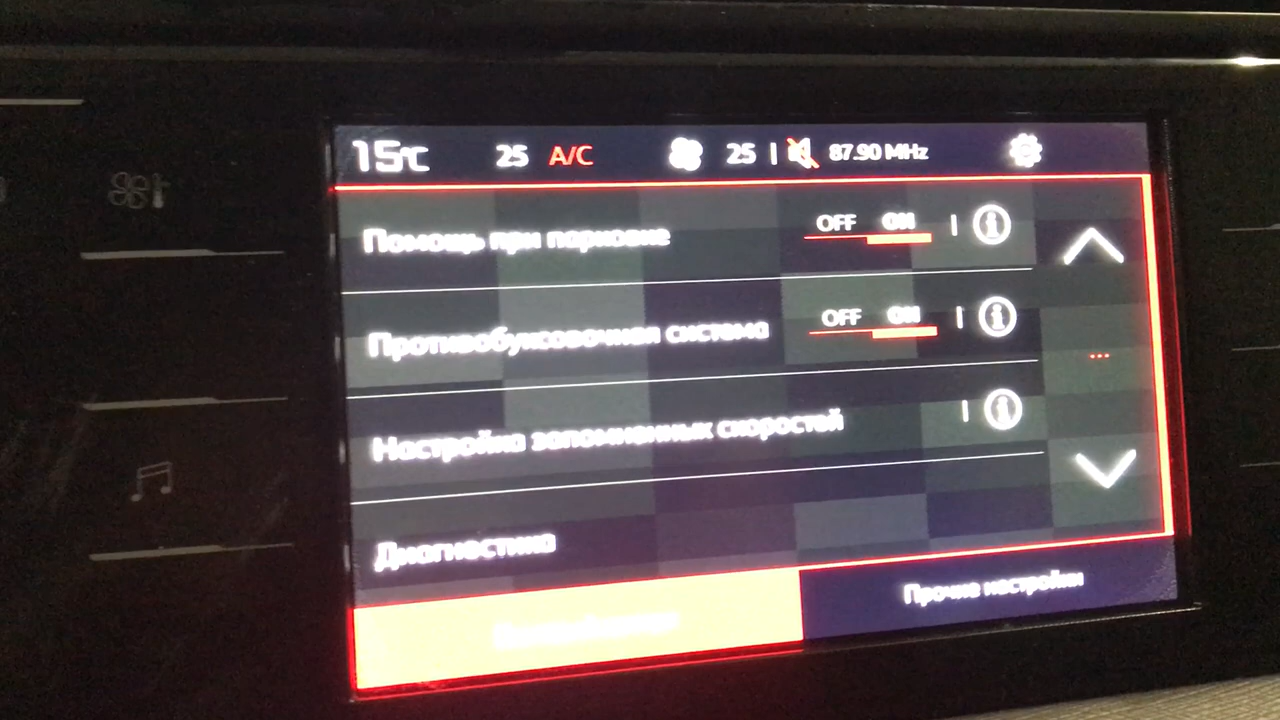 15°C 25 A/C 25 87.90 MHz
Помощь при парковке OFF ON
Противобуксовочная система OFF ON
Настройка запомненных скоростей
Диагностика
Прочие настройки